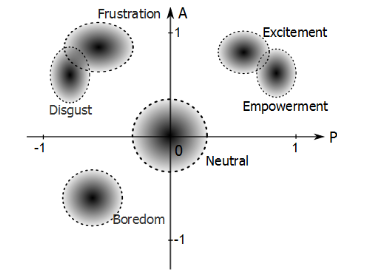 Frustration
A
1
Excitement
Disgust
Empowerment
-1
0
1
P
Neutral
Boredom
-1